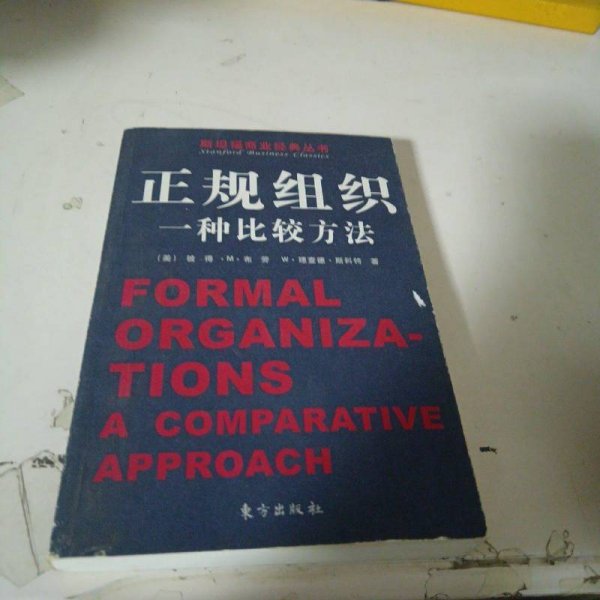 斯坦福商业经典丛书
Stanford Business Classics
正规组织
一种比较方法
(美) 彼得·M·布劳 W·理查德·斯科特 著
FORMAL
ORGANIZA-
TIONS
A COMPARATIVE
APPROACH
东方出版社